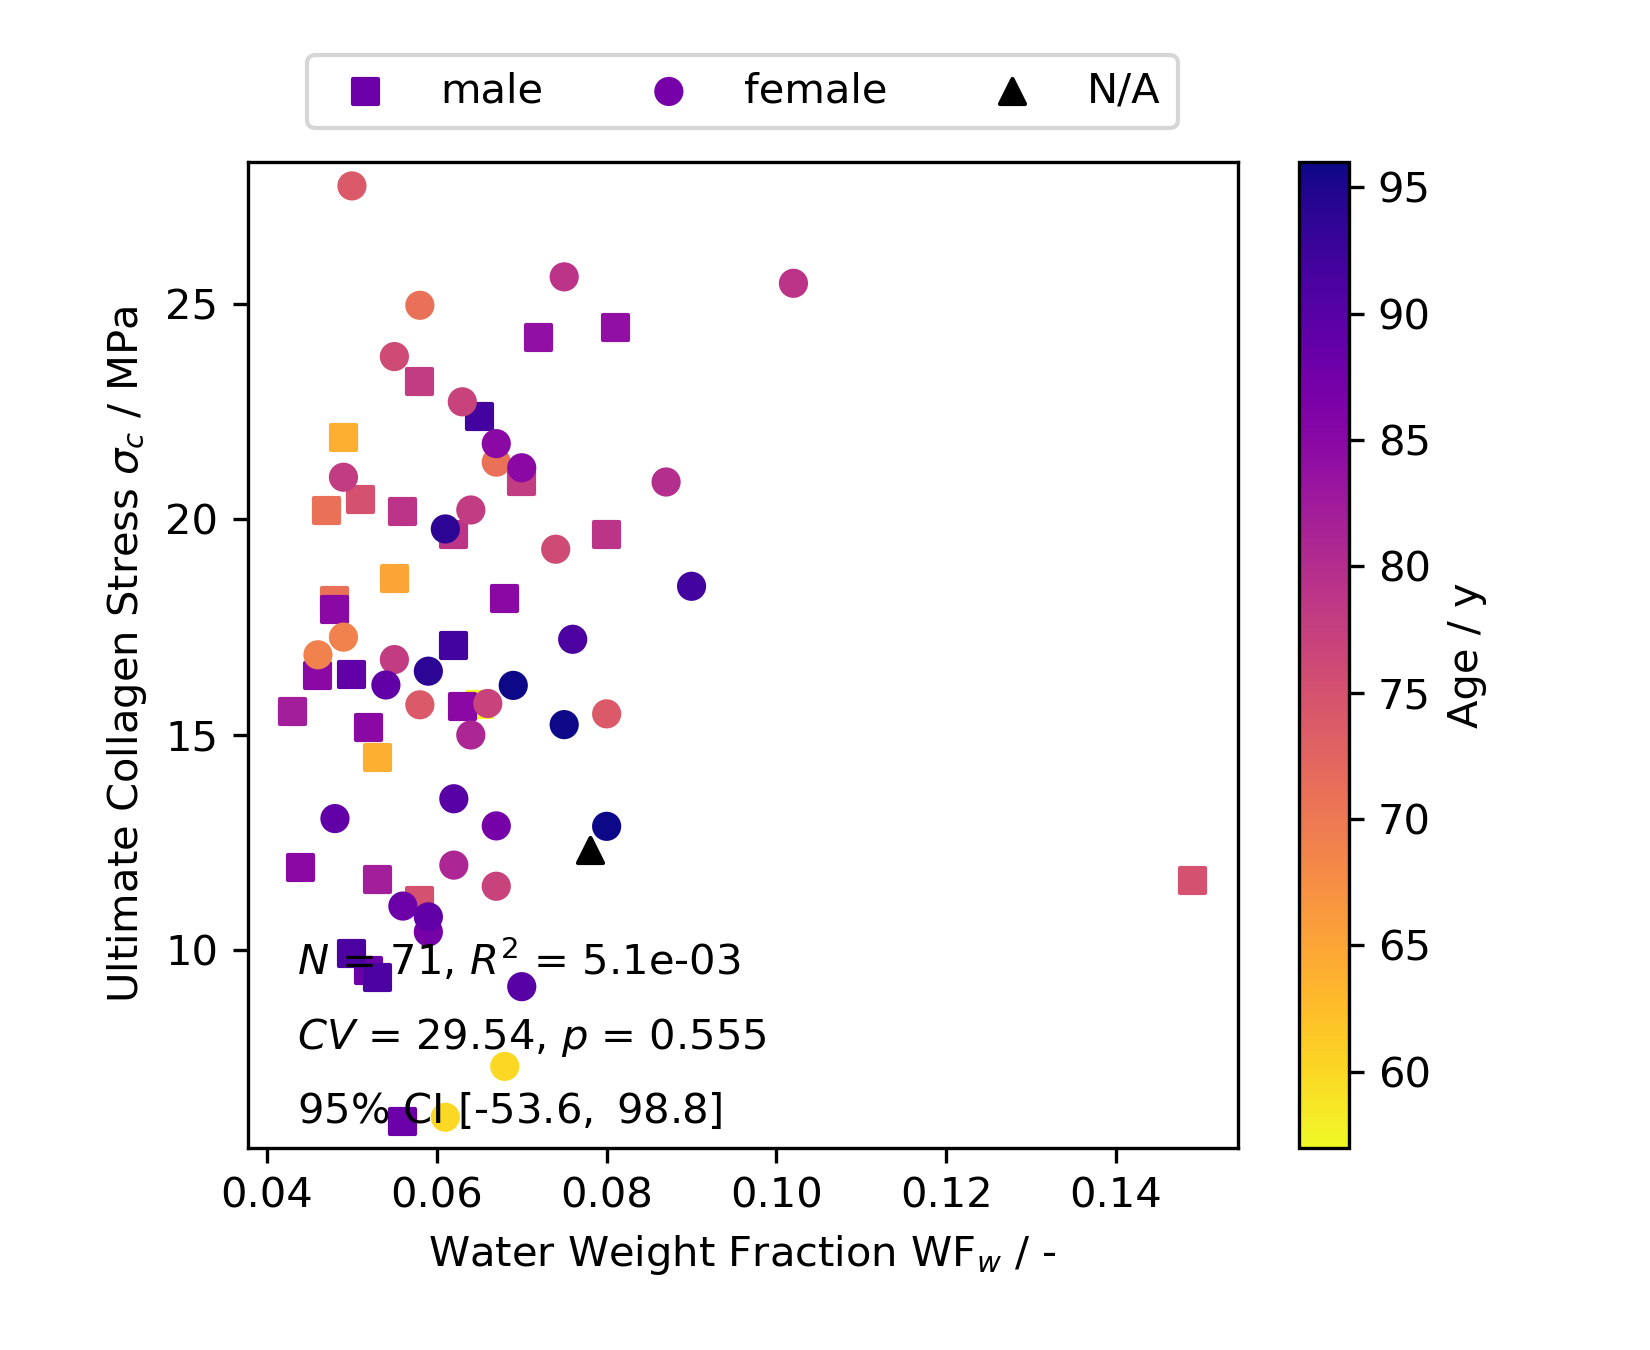 male female N/A
Ultimate Collagen Stress σc / MPa
25
20
15
10
N = 71, R² = 5.1e-03
CV = 29.54, p = 0.555
95% CI [-53.6, 98.8]
0.04 0.06 0.08 0.10 0.12 0.14
Water Weight Fraction WFw / -
95
90
85
80
75
70
65
60
Age / y